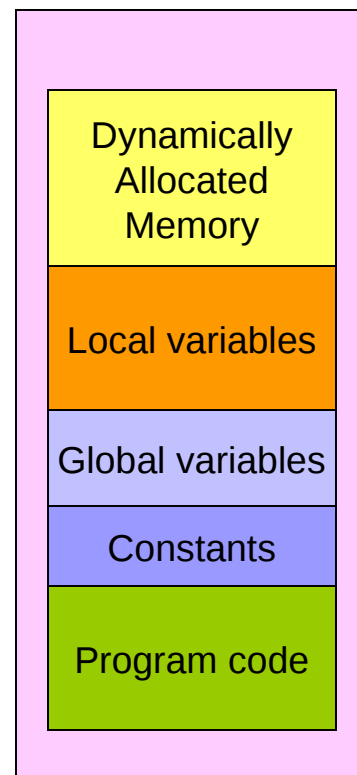 Dynamically
Allocated
Memory
Local variables
Global variables
Constants
Program code